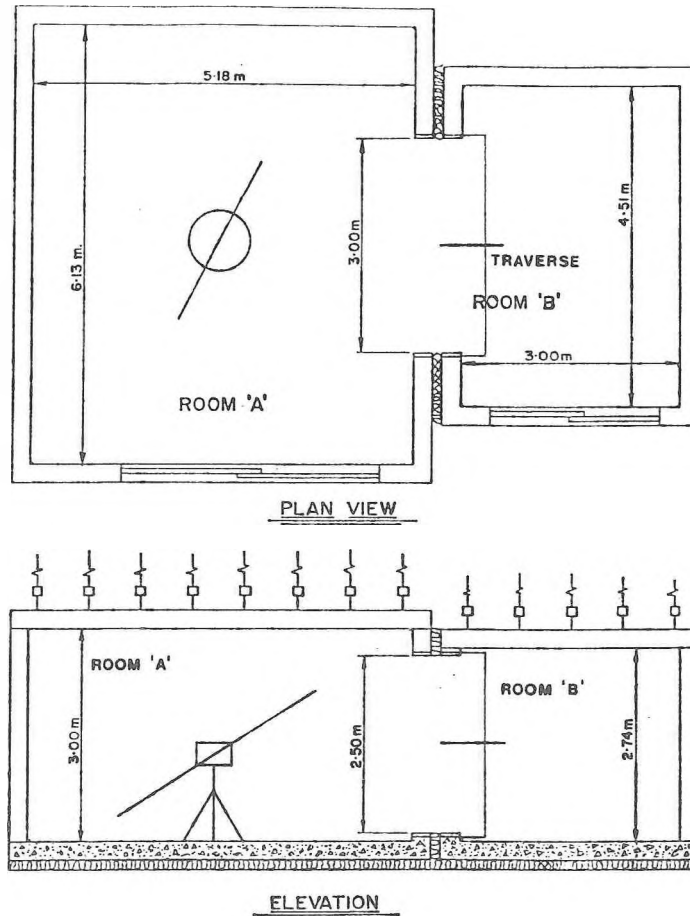 5·18 m
6·13 m.
3·00m
4·51 m
TRAVERSE
ROOM 'B'
3·00m
ROOM 'A'
PLAN VIEW
ROOM 'A'
ROOM 'B'
3·00m
2·50m
2·74m
ELEVATION